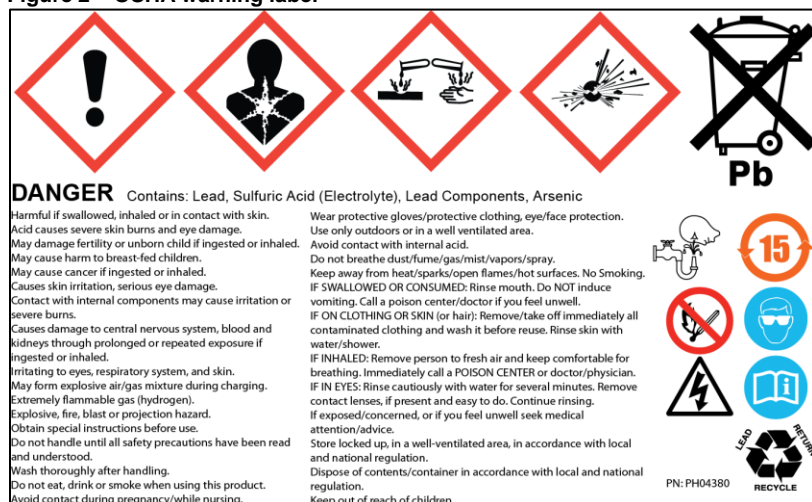 Figure 2 OSHA warning label
Pb
DANGER Contains: Lead, Sulfuric Acid (Electrolyte), Lead Components, Arsenic
Harmful if swallowed, inhaled or in contact with skin.
Acid causes severe skin burns and eye damage.
May damage fertility or unborn child if ingested or inhaled.
May cause harm to breast-fed children.
May cause cancer if ingested or inhaled.
Causes skin irritation, serious eye damage.
Contact with internal components may cause irritation or
severe burns.
Causes damage to central nervous system, blood and
kidneys through prolonged or repeated exposure if
ingested or inhaled.
Irritating to eyes, respiratory system, and skin.
May form explosive air/gas mixture during charging.
Extremely flammable gas (hydrogen).
Explosive, fire, blast or projection hazard.
Obtain special instructions before use.
Do not handle until all safety precautions have been read
and understood.
Wash thoroughly after handling.
Do not eat, drink or smoke when using this product.
Avoid contact during pregnancy/while nursing.
Wear protective gloves/protective clothing, eye/face protection.
Use only outdoors or in a well ventilated area.
Avoid contact with internal acid.
Do not breathe dust/fume/gas/mist/vapors/spray.
Keep away from heat/sparks/open flames/hot surfaces. No Smoking.
IF SWALLOWED OR CONSUMED: Rinse mouth. Do NOT induce
vomiting. Call a poison center/doctor if you feel unwell.
IF ON CLOTHING OR SKIN (or hair): Remove/take off immediately all
contaminated clothing and wash it before reuse. Rinse skin with
water/shower.
IF INHALED: Remove person to fresh air and keep comfortable for
breathing. Immediately call a POISON CENTER or doctor/physician.
IF IN EYES: Rinse cautiously with water for several minutes. Remove
contact lenses, if present and easy to do. Continue rinsing.
If exposed/concerned, or if you feel unwell seek medical
attention/advice.
Store locked up, in a well-ventilated area, in accordance with local
and national regulation.
Dispose of contents/container in accordance with local and national
regulation.
Keep out of reach of children.
15
i
LEAD
RETURN
RECYCLE
PN: PH04380